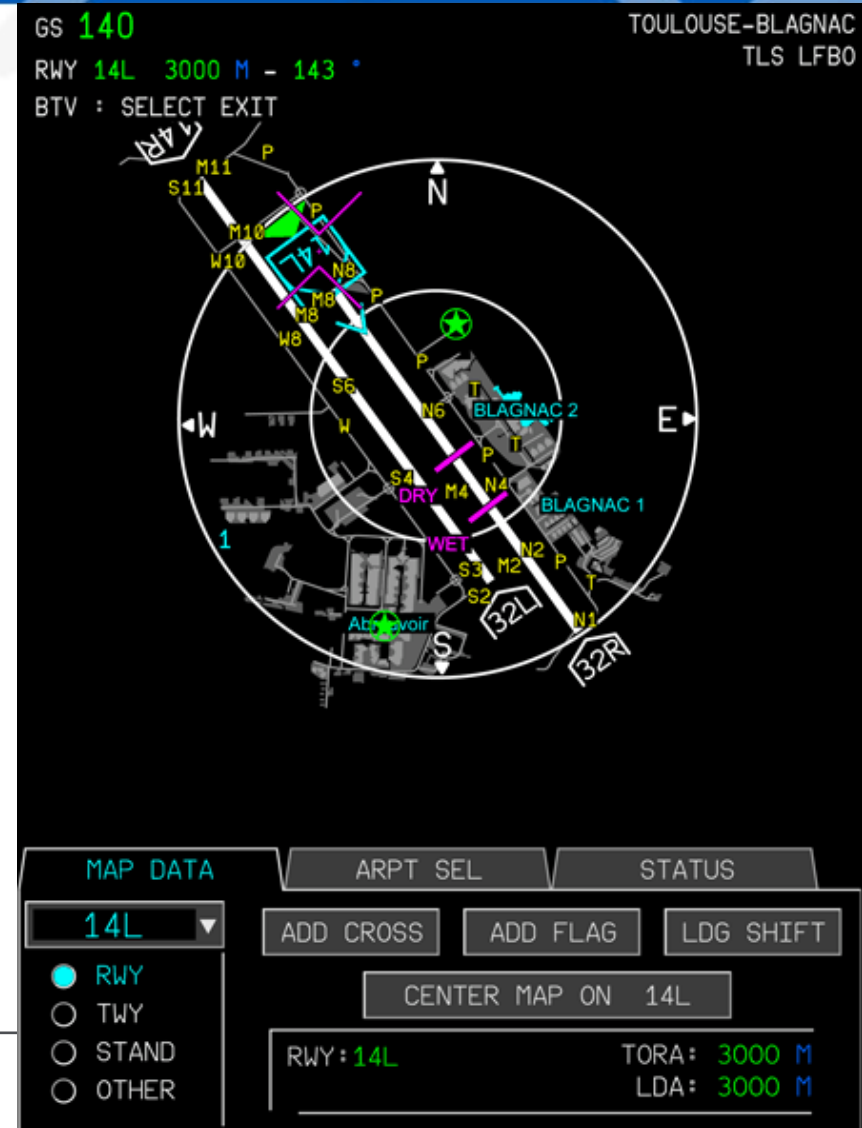 GS 140
TOULOUSE-BLAGNAC
TLS LFBO
RWY 14L 3000 M - 143 °
BTV : SELECT EXIT
14R
M11
P
S11
N
P
M10
14L
W10
N8
M8
P
M8
W8
P
S6
T
N6
BLAGNAC 2
W
E
W
T
P
S4
DRY
M4
N4
BLAGNAC 1
1
WET
N2
S3
M2
P
T
S2
32L
N1
S
32R
MAP DATA
ARPT SEL
STATUS
14L
ADD CROSS
ADD FLAG
LDG SHIFT
RWY
CENTER MAP ON 14L
TWY
STAND
RWY:14L
TORA: 3000 M
OTHER
LDA: 3000 M